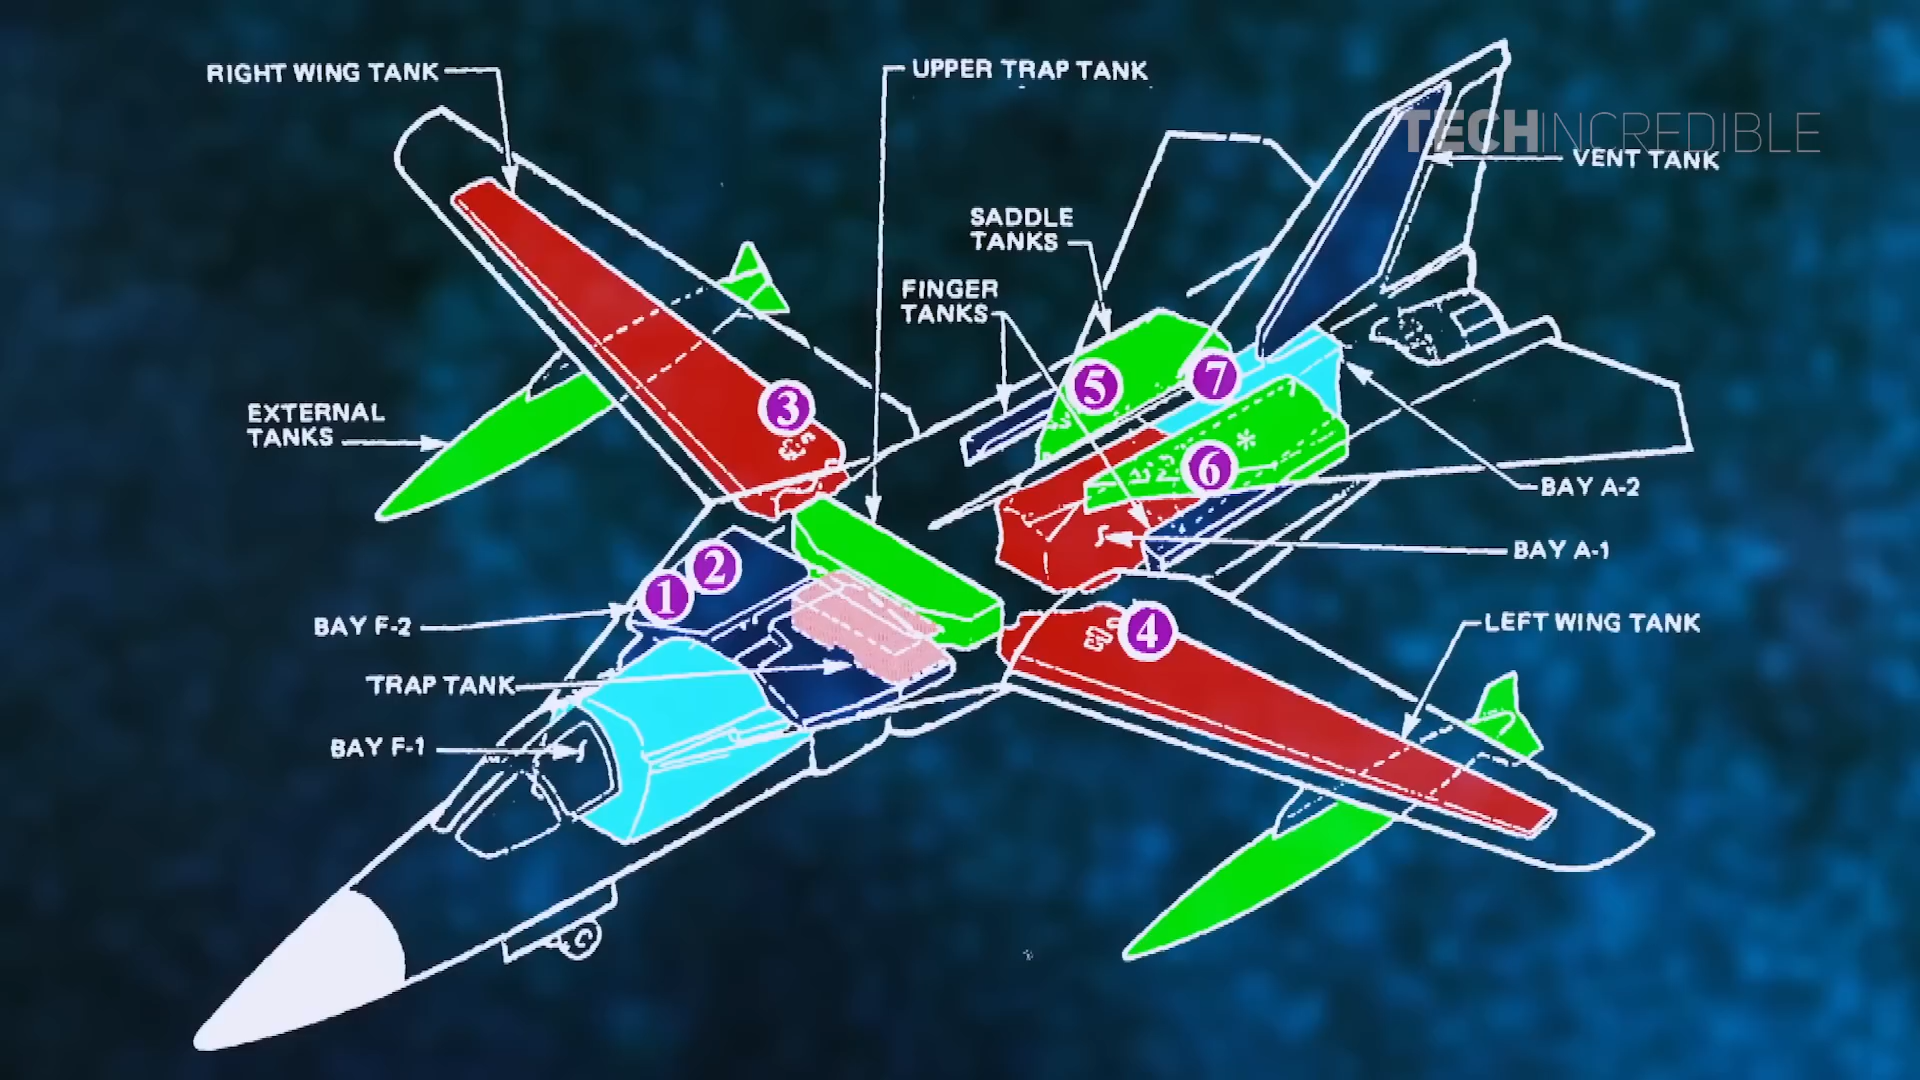 RIGHT WING TANK
UPPER TRAP TANK
TECHINCREDIBLE
VENT TANK
SADDLE
TANKS
FINGER
TANKS
EXTERNAL
TANKS
3
5
7
6
BAY A-2
BAY A-1
1
2
BAY F-2
4
LEFT WING TANK
TRAP TANK
BAY F-1
*